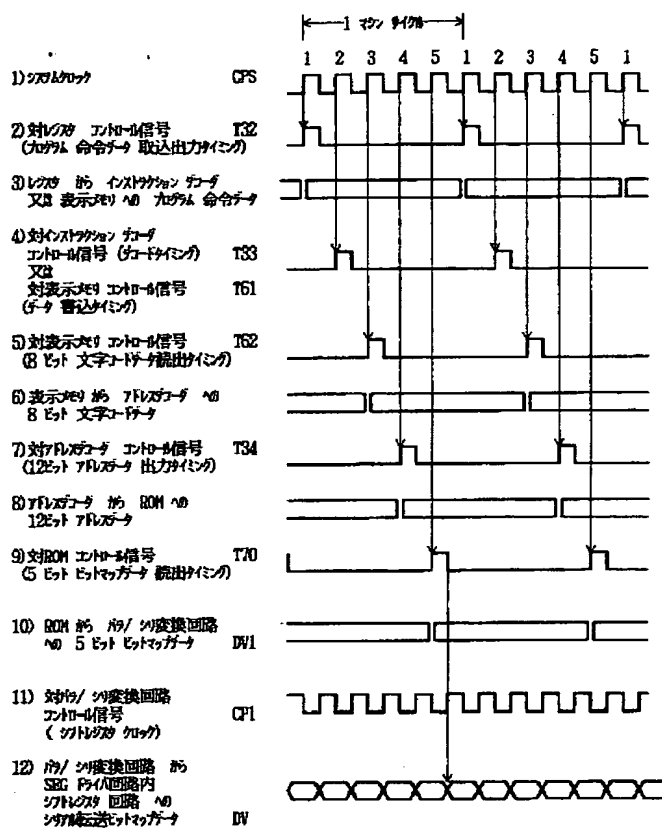 1 マシン サイクル
1 2 3 4 5 1 2 3 4 5 1
1) システムクロック CPS
2) 対レジスタ コントロール信号 T32
(プログラム 命令データ 取込出力タイミング)
3) レジスタ から インストラクション デコーダ
又は 表示メモリ への プログラム 命令データ
4) 対インストラクション デコーダ
コントロール信号 (デコードタイミング) T33
又は
対表示メモリ コントロール信号 T61
(データ 書込タイミング)
5) 対表示メモリ コントロール信号 T62
(8 ビット 文字コードデータ読出タイミング)
6) 表示メモリ から アドレスデコーダ への
8 ビット 文字コードデータ
7) 対アドレスデコーダ コントロール信号 T34
(12ビット アドレスデータ 出力タイミング)
8) アドレスデコーダ から ROM への
12ビット アドレスデータ
9) 対ROM コントロール信号 T70
(5 ビット ビットマップデータ 読出タイミング)
10) ROM から パラ/ シリ変換回路
への 5 ビット ビットマップデータ DV1
11) 対パラ/ シリ変換回路
コントロール信号 CP1
( シフトレジスタ クロック)
12) パラ/ シリ変換回路 から
SEG ドライバ回路内
シフトレジスタ 回路 への
シリアル転送ビットマップデータ DV